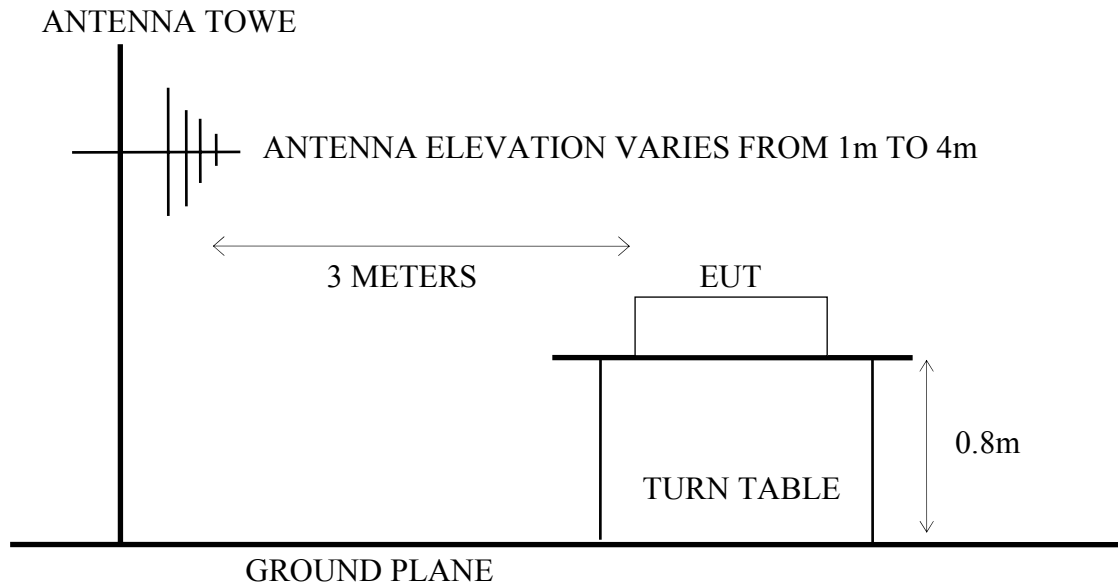 ANTENNA TOWE
ANTENNA ELEVATION VARIES FROM 1m TO 4m
3 METERS
EUT
0.8m
TURN TABLE
GROUND PLANE